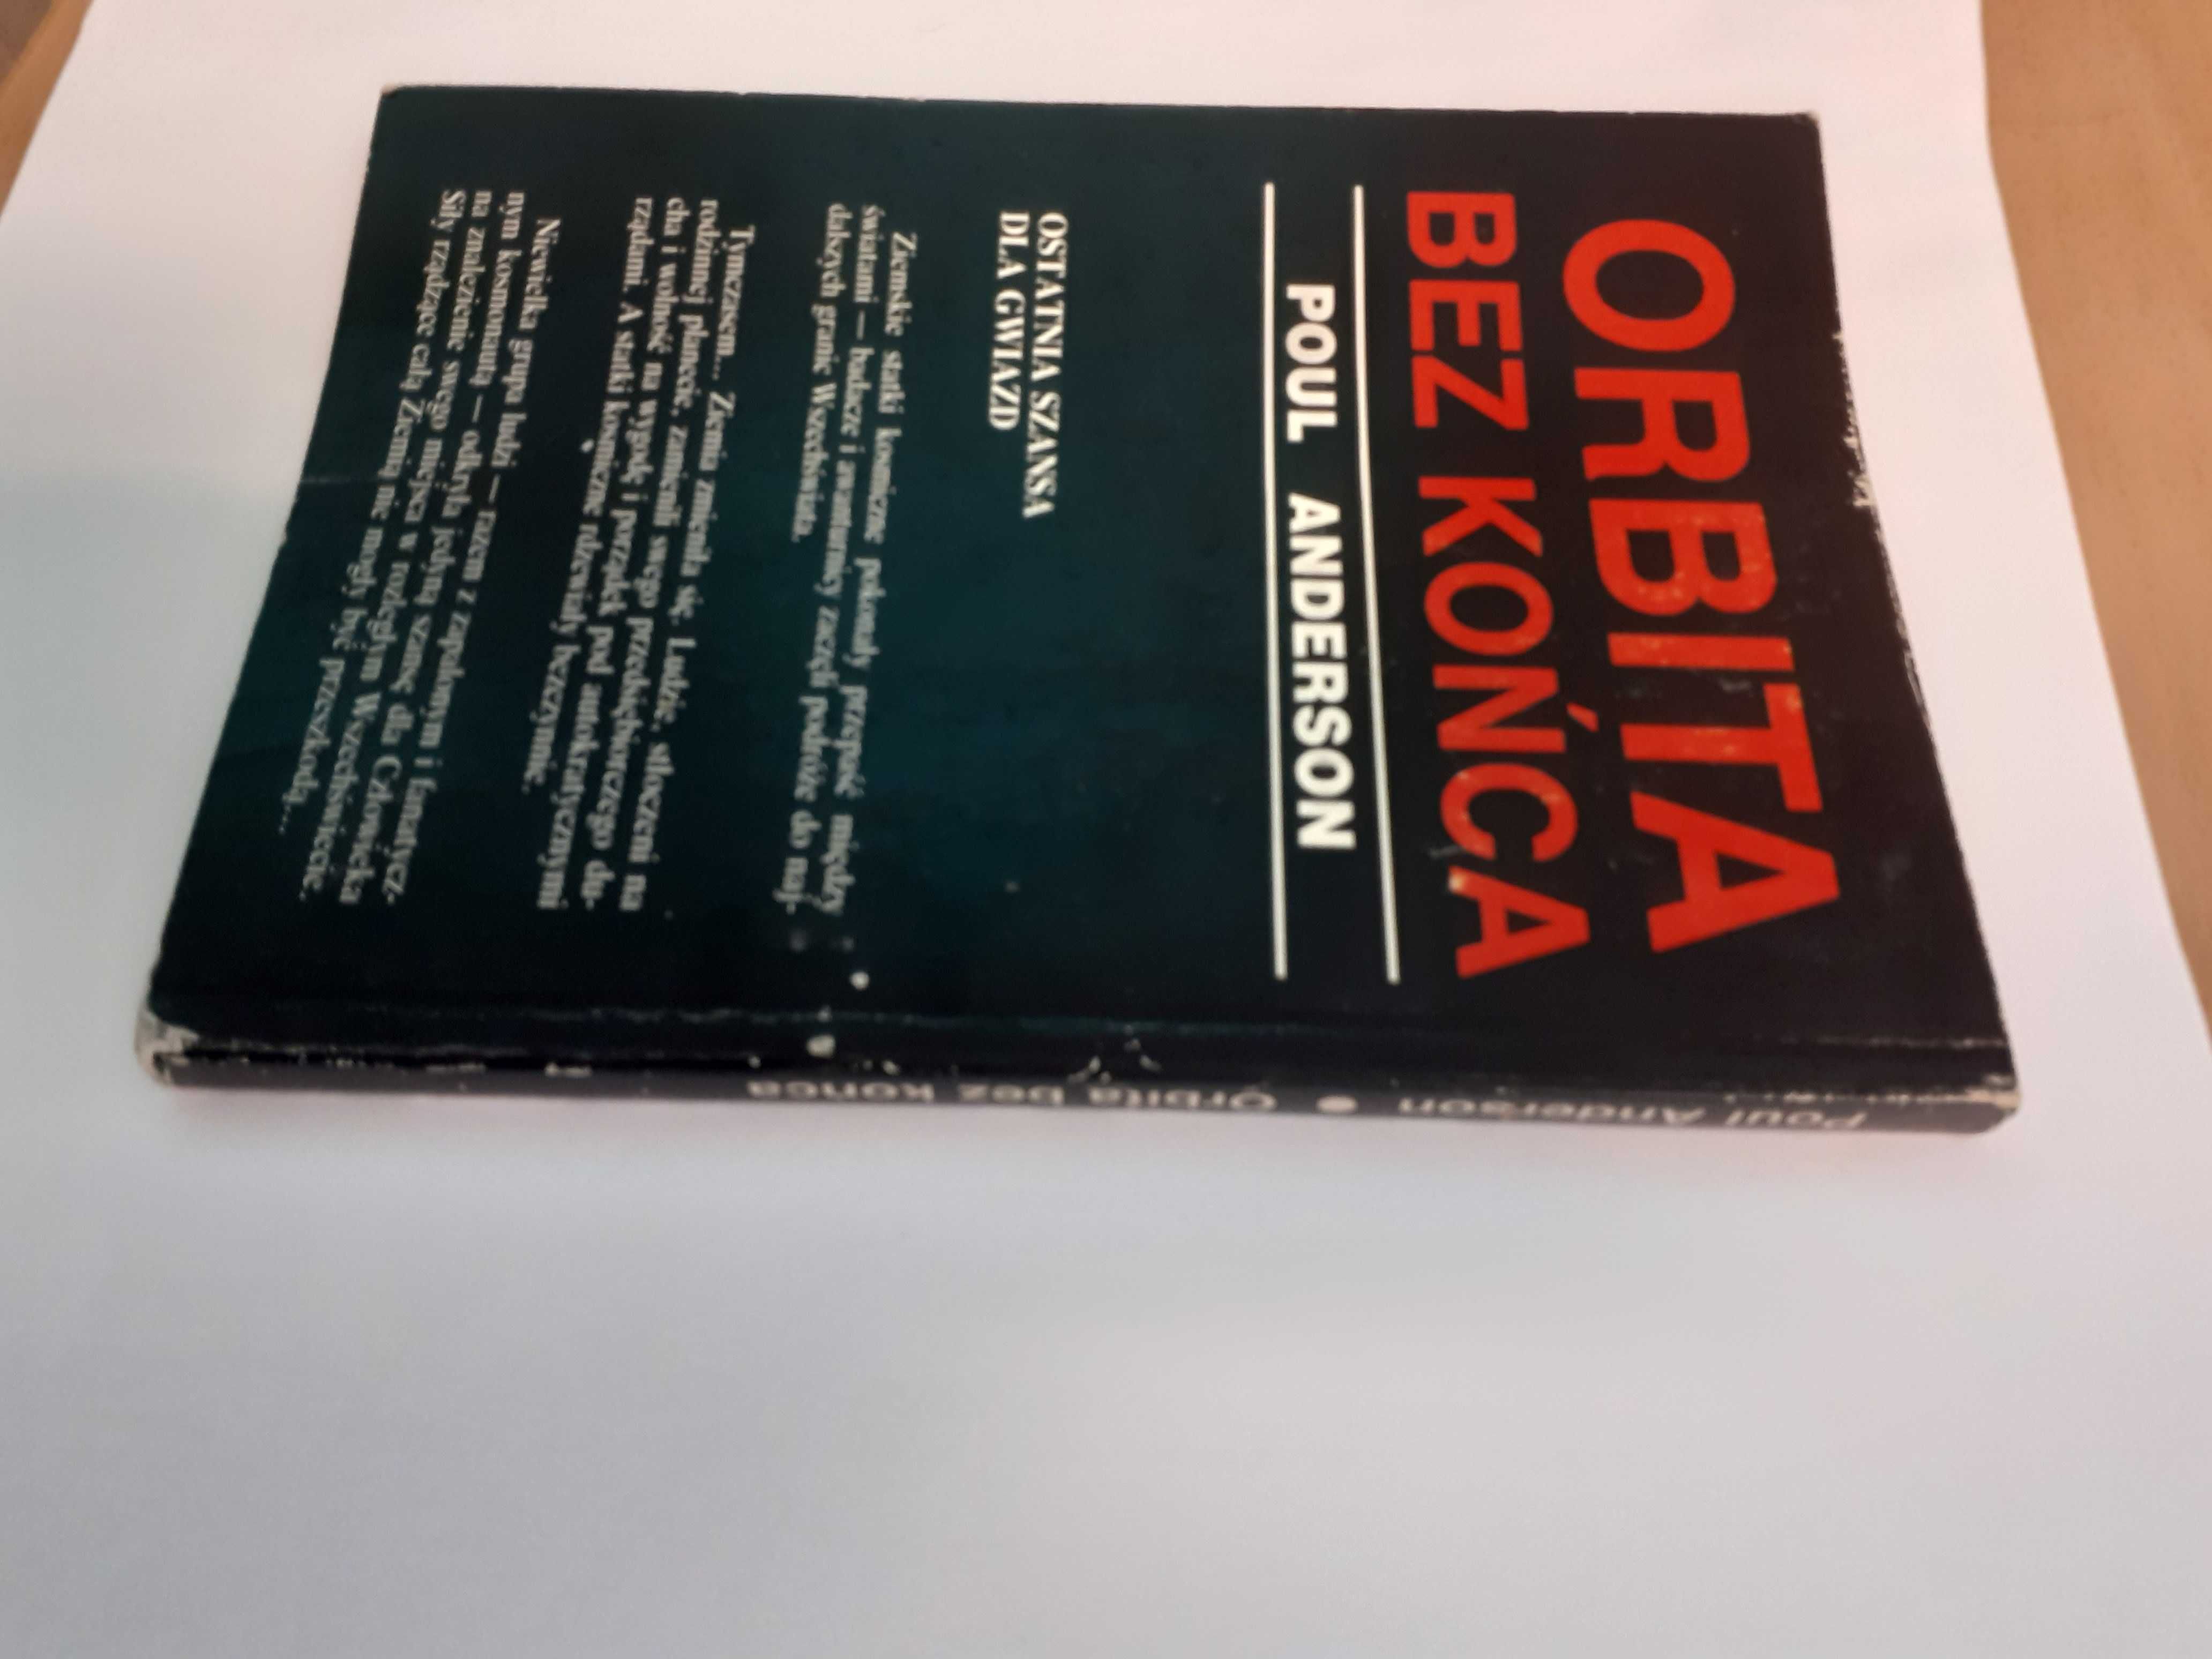 ORBITA
BEZ KOŃCA
POUL ANDERSON
OSTATNIA SZANSA
DLA GWIAZD
Ziemskie statki kosmiczne pokonały przepaść między
światami — badacze i awanturnicy zaczęli podróże do naj-
dalszych granic Wszechświata.
Tymczasem... Ziemia zmieniła się. Ludzie, stłoczeni na
rodzinnej planecie, zamienili swego przedsiębiorczego du-
cha i wolność na wygodę i porządek pod autokratycznymi
rządami. A statki kosmiczne rdzewiały bezczynnie.
Niewielka grupa ludzi — razem z zapalonym i fanatycz-
nym kosmonautą — odkryła jedyną szansę dla Człowieka
na znalezienie swego miejsca w rozległym Wszechświecie.
Siły rządzące całą Ziemią nie mogły być przeszkodą...
Poul Anderson ● Orbita bez końca